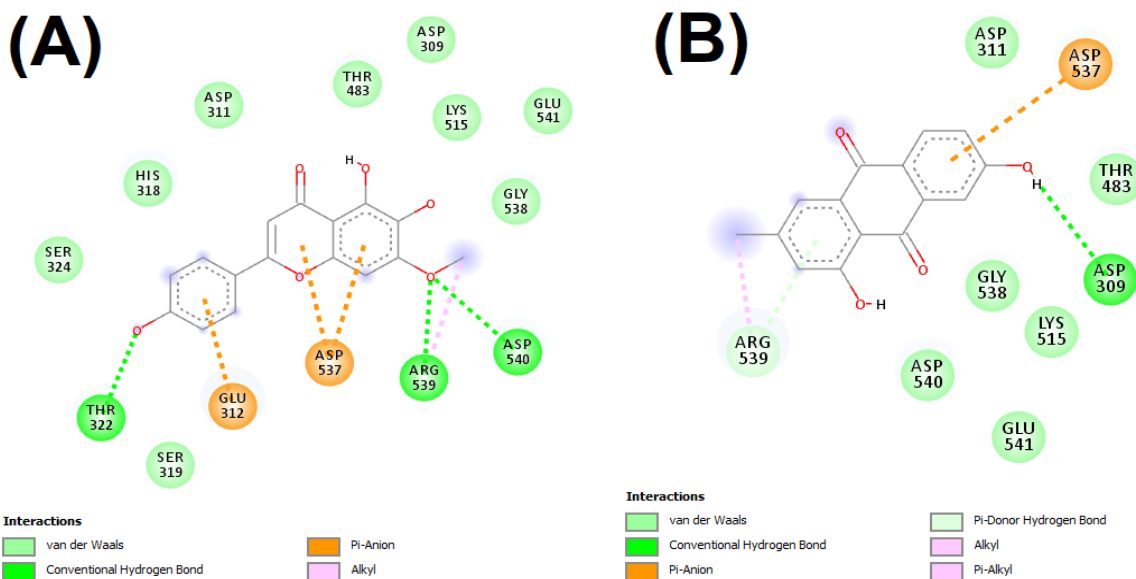 (A)
ASP
309
THR
483
ASP
311
LYS
515
GLU
541
HIS
318
H
O
O
O
GLY
538
SER
324
O
O
O
ASP
537
ARG
539
ASP
540
THR
322
GLU
312
SER
319
Interactions
van der Waals
Conventional Hydrogen Bond
Pi-Anion
Alkyl
(B)
ASP
311
ASP
537
O
O
H
THR
483
O
O
H
GLY
538
ASP
309
LYS
515
ARG
539
ASP
540
GLU
541
Interactions
van der Waals
Conventional Hydrogen Bond
Pi-Anion
Pi-Donor Hydrogen Bond
Alkyl
Pi-Alkyl